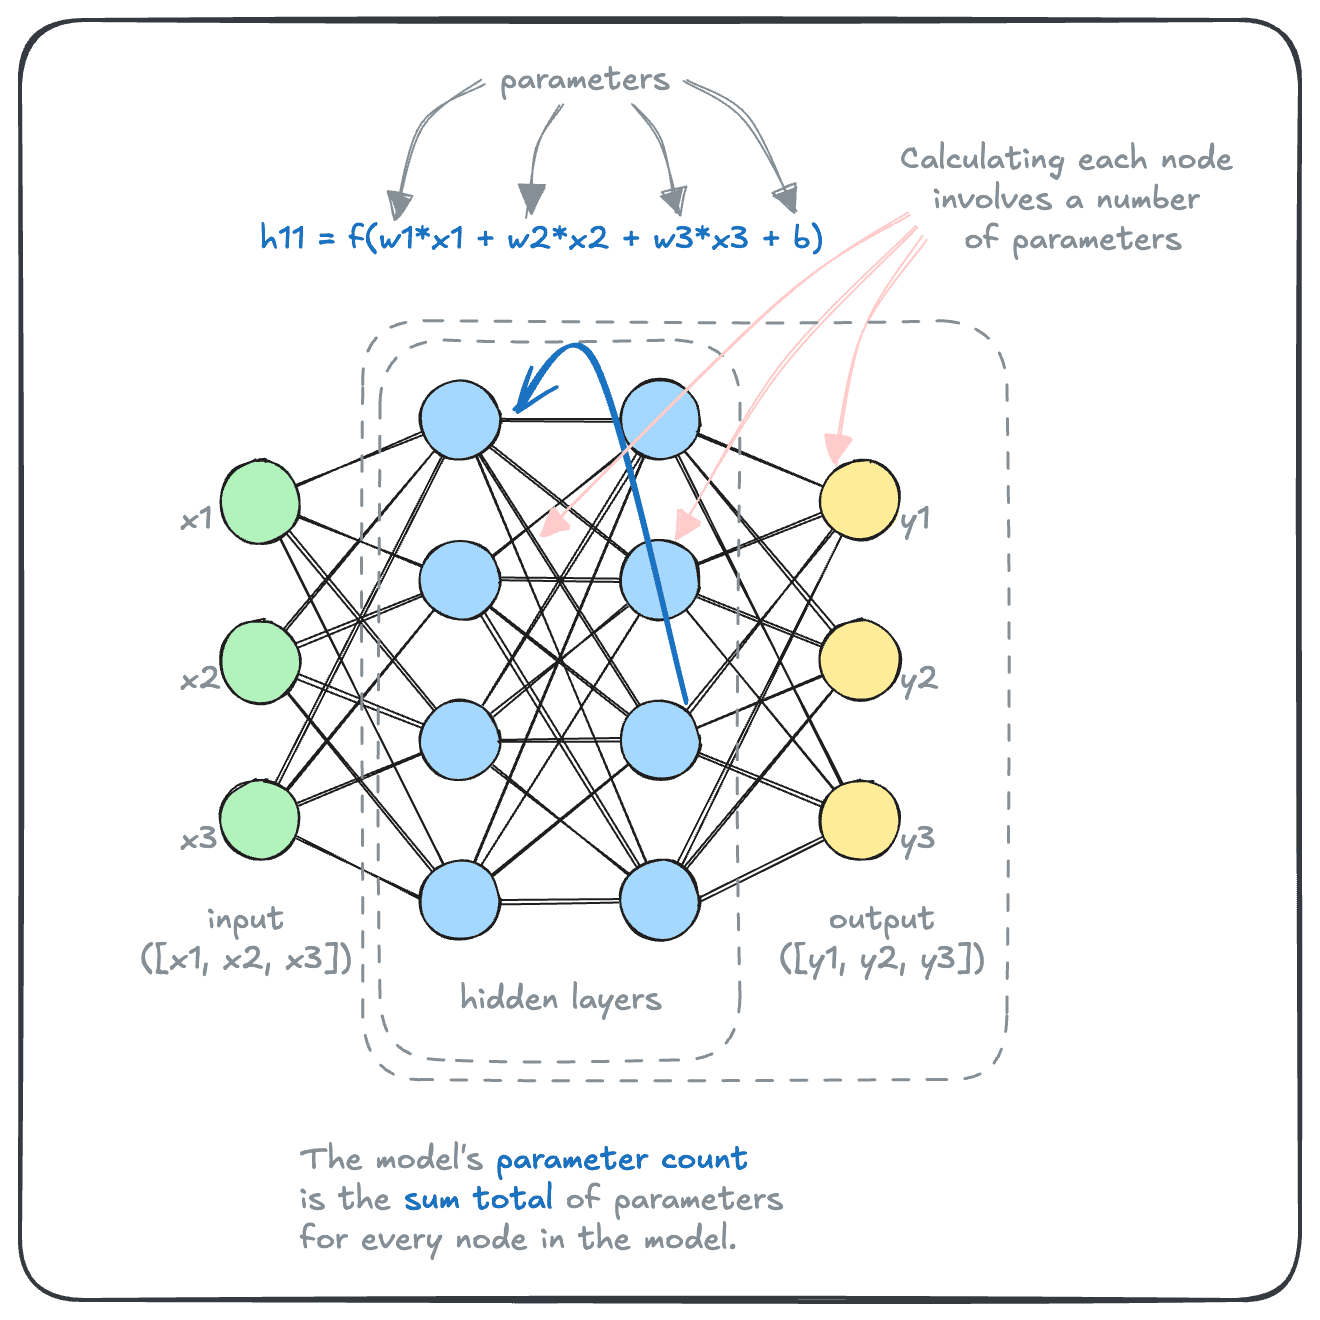 parameters
Calculating each node
involves a number
of parameters
h11 = f(w1*x1 + w2*x2 + w3*x3 + b)
x1
y1
x2
y2
x3
y3
input
([x1, x2, x3])
output
([y1, y2, y3])
hidden layers
The model's parameter count
is the sum total of parameters
for every node in the model.